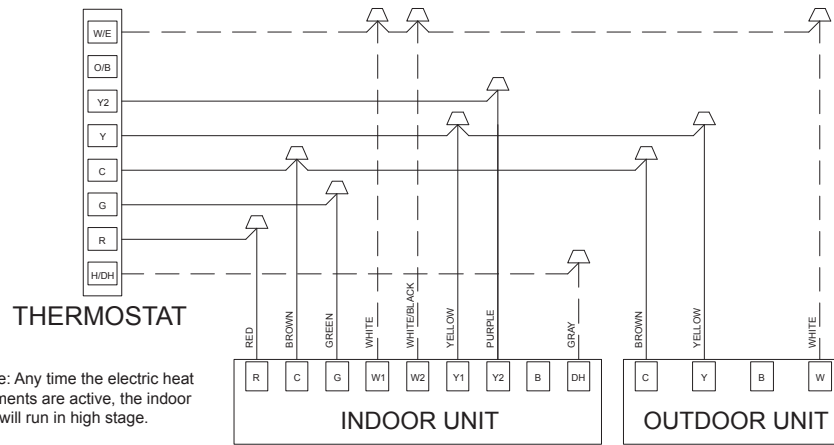 W/E
O/B
Y2
Y
C
G
R
H/DH
THERMOSTAT
RED
BROWN
GREEN
WHITE
WHITE/BLACK
YELLOW
PURPLE
GRAY
BROWN
YELLOW
WHITE
R
C
G
W1
W2
Y1
Y2
B
DH
INDOOR UNIT
C
Y
B
W
OUTDOOR UNIT
e: Any time the electric heat
ments are active, the indoor
will run in high stage.